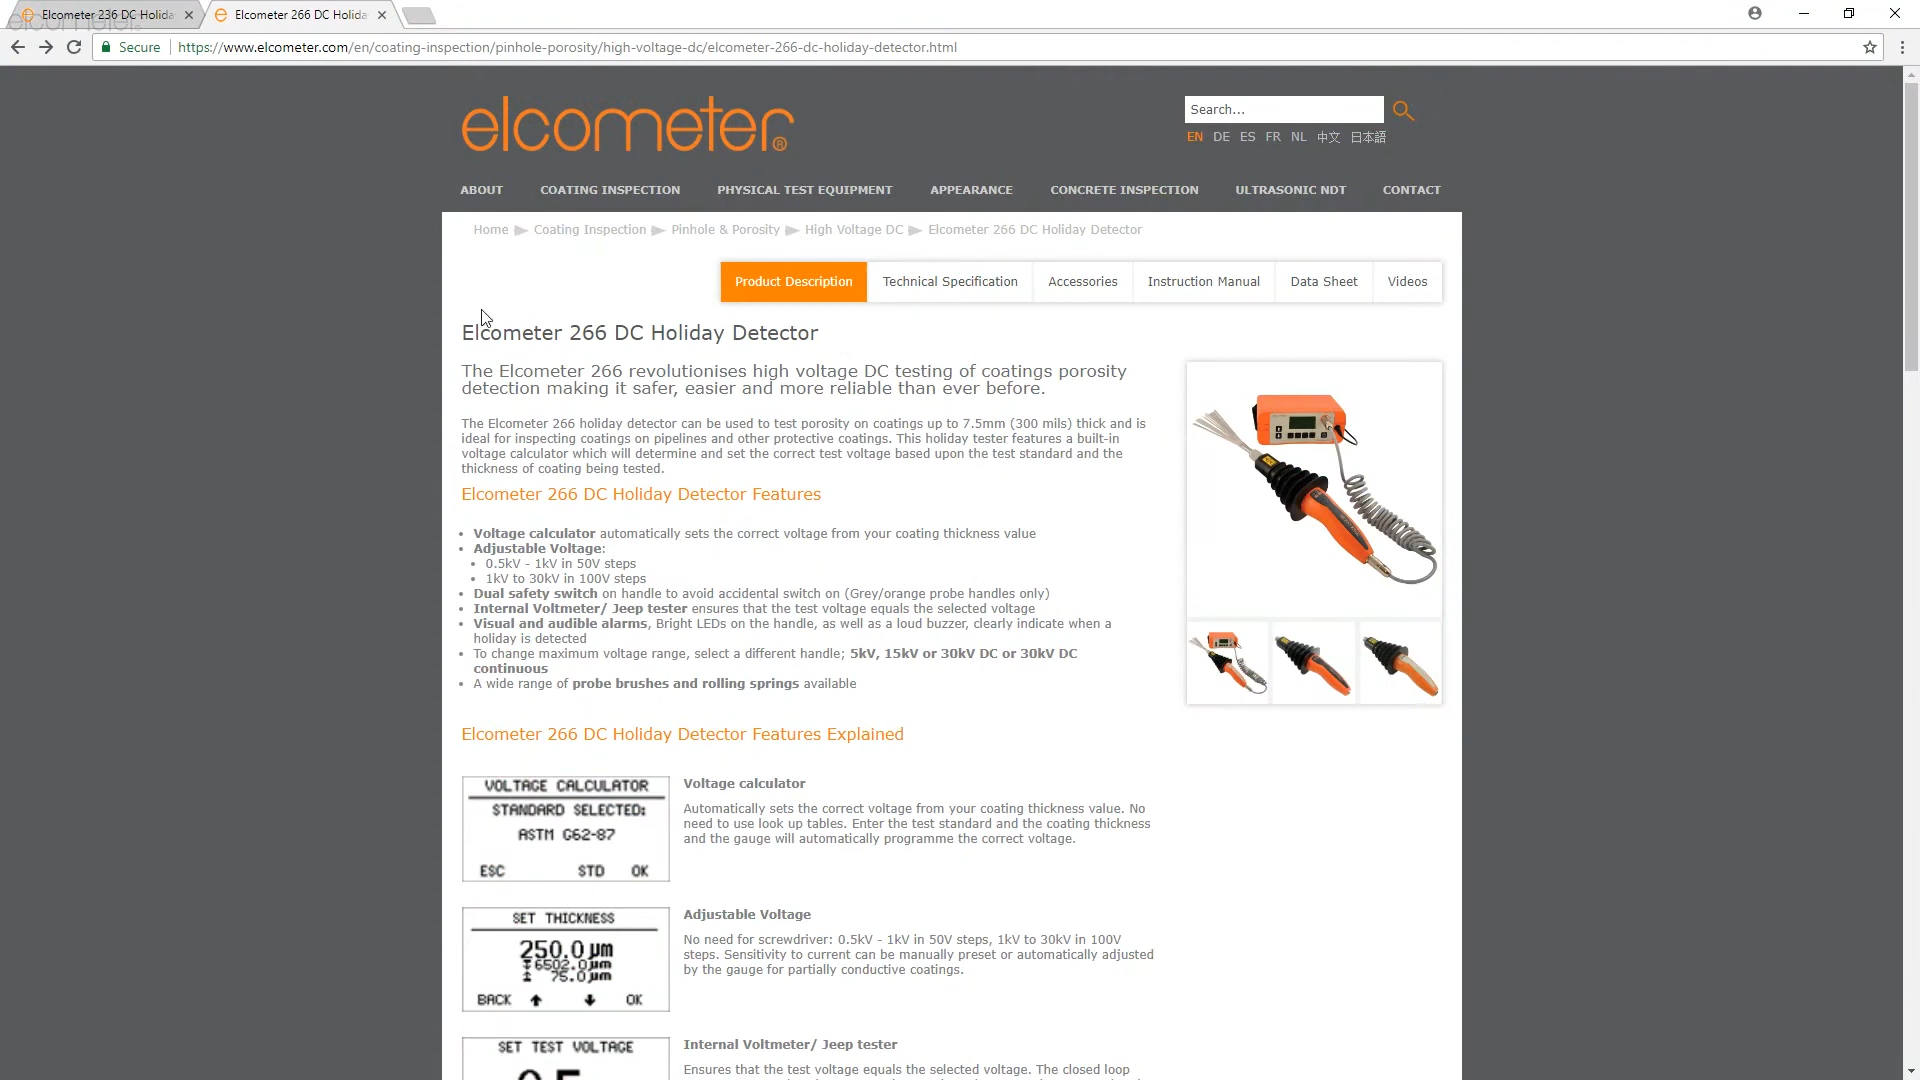 Elcometer 236 DC Holida
Elcometer 266 DC Holida
Secure
https://www.elcometer.com/en/coating-inspection/pinhole-porosity/high-voltage-dc/elcometer-266-dc-holiday-detector.html
elcometer®
Search...
EN DE ES FR NL 中文 日本語
ABOUT COATING INSPECTION PHYSICAL TEST EQUIPMENT APPEARANCE CONCRETE INSPECTION ULTRASONIC NDT CONTACT
Home Coating Inspection Pinhole & Porosity High Voltage DC Elcometer 266 DC Holiday Detector
Product Description Technical Specification Accessories Instruction Manual Data Sheet Videos
Elcometer 266 DC Holiday Detector
The Elcometer 266 revolutionises high voltage DC testing of coatings porosity
detection making it safer, easier and more reliable than ever before.
The Elcometer 266 holiday detector can be used to test porosity on coatings up to 7.5mm (300 mils) thick and is
ideal for inspecting coatings on pipelines and other protective coatings. This holiday tester features a built-in
voltage calculator which will determine and set the correct test voltage based upon the test standard and the
thickness of coating being tested.
Elcometer 266 DC Holiday Detector Features
Voltage calculator automatically sets the correct voltage from your coating thickness value
Adjustable Voltage:
0.5kV - 1kV in 50V steps
1kV to 30kV in 100V steps
Dual safety switch on handle to avoid accidental switch on (Grey/orange probe handles only)
Internal Voltmeter/ Jeep tester ensures that the test voltage equals the selected voltage
Visual and audible alarms, Bright LEDs on the handle, as well as a loud buzzer, clearly indicate when a
holiday is detected
To change maximum voltage range, select a different handle; 5kV, 15kV or 30kV DC or 30kV DC
continuous
A wide range of probe brushes and rolling springs available
Elcometer 266 DC Holiday Detector Features Explained
VOLTAGE CALCULATOR
STANDARD SELECTED:
ASTM G62-87
ESC STD OK
Voltage calculator
Automatically sets the correct voltage from your coating thickness value. No
need to use look up tables. Enter the test standard and the coating thickness
and the gauge will automatically programme the correct voltage.
SET THICKNESS
250.0 µm
6502.0µm
75.0µm
BACK OK
Adjustable Voltage
No need for screwdriver: 0.5kV - 1kV in 50V steps, 1kV to 30kV in 100V
steps. Sensitivity to current can be manually preset or automatically adjusted
by the gauge for partially conductive coatings.
SET TEST VOLTAGE
Internal Voltmeter/ Jeep tester
Ensures that the test voltage equals the selected voltage. The closed loop